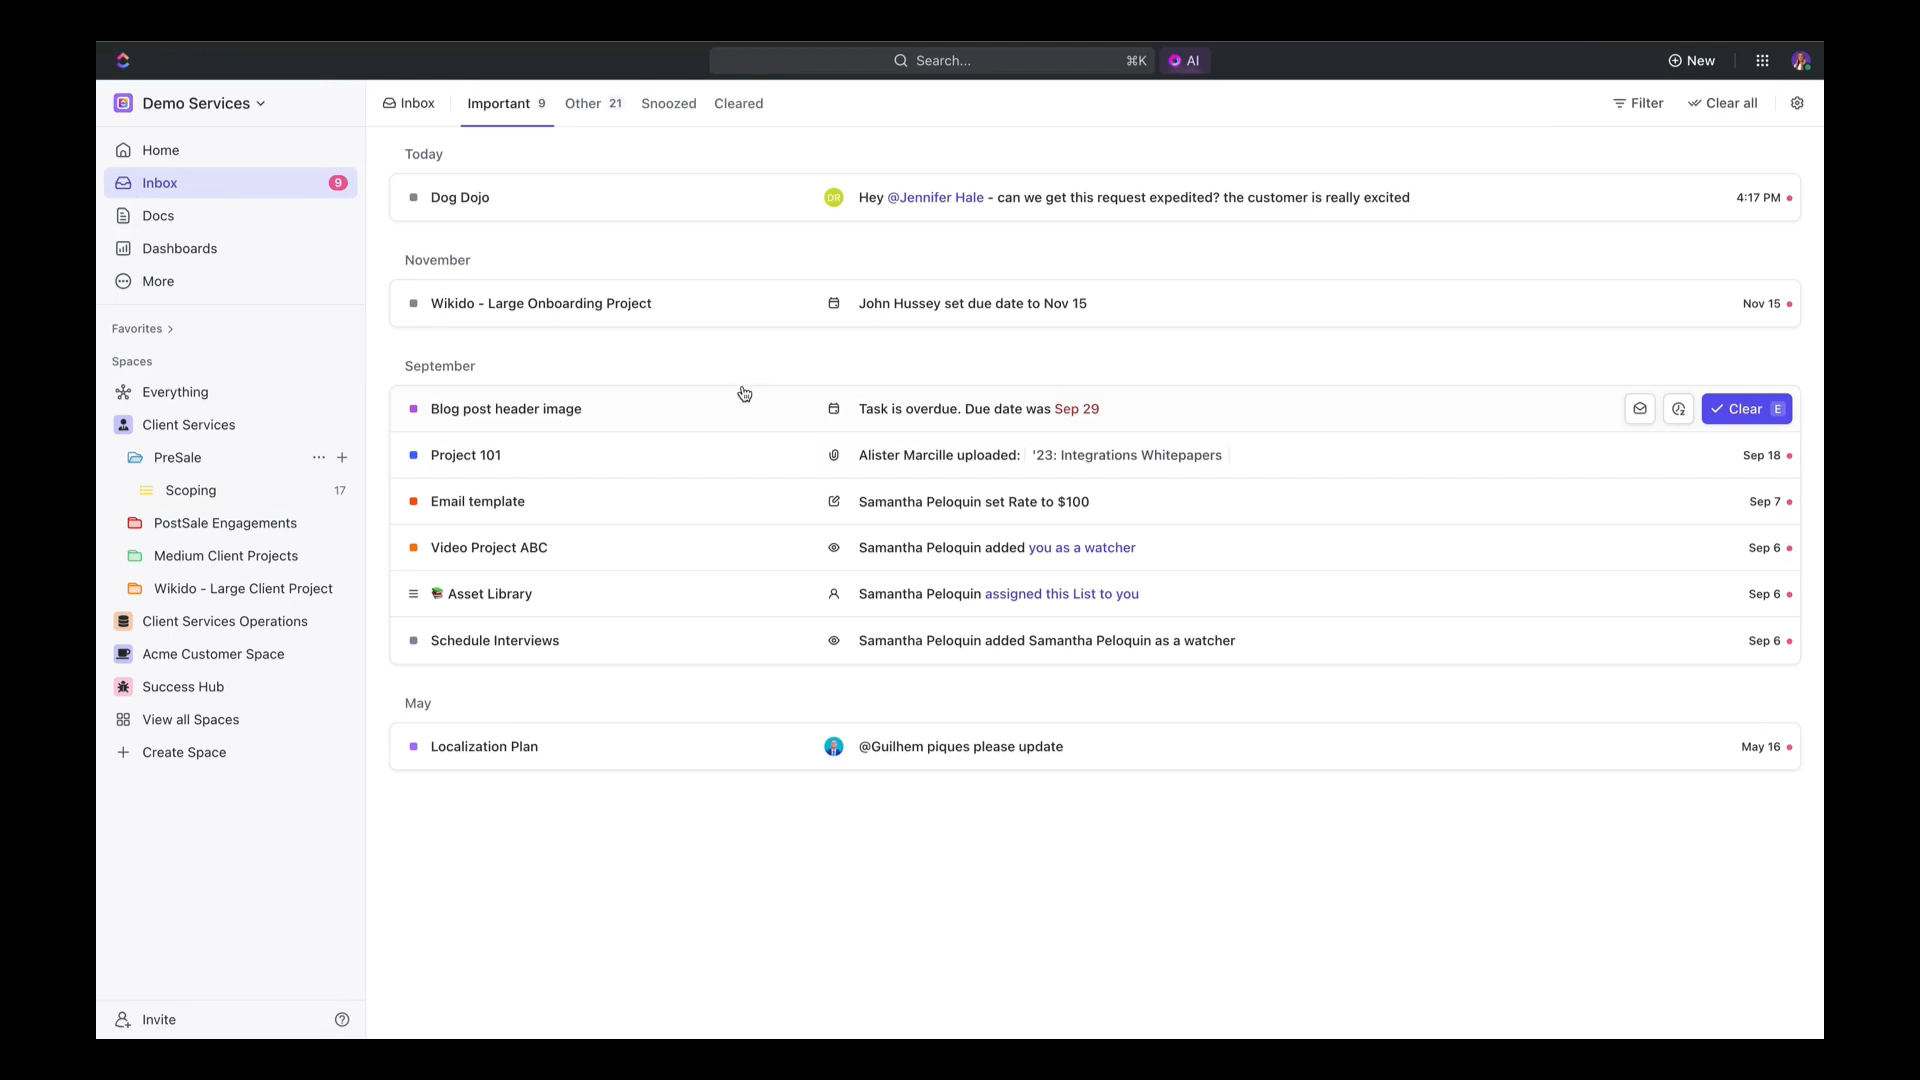 Search... ⌘K AI New
Demo Services
Inbox Important 9 Other 21 Snoozed Cleared Filter Clear all
Home
Inbox 9
Docs
Dashboards
More
Favorites
Spaces
Everything
Client Services
PreSale
Scoping 17
PostSale Engagements
Medium Client Projects
Wikido - Large Client Project
Client Services Operations
Acme Customer Space
Success Hub
View all Spaces
Create Space
Invite
Today
Dog Dojo DR Hey @Jennifer Hale - can we get this request expedited? the customer is really excited 4:17 PM
November
Wikido - Large Onboarding Project John Hussey set due date to Nov 15 Nov 15
September
Blog post header image Task is overdue. Due date was Sep 29 Clear E
Project 101 Alister Marcille uploaded: '23: Integrations Whitepapers Sep 18
Email template Samantha Peloquin set Rate to $100 Sep 7
Video Project ABC Samantha Peloquin added you as a watcher Sep 6
Asset Library Samantha Peloquin assigned this List to you Sep 6
Schedule Interviews Samantha Peloquin added Samantha Peloquin as a watcher Sep 6
May
Localization Plan @Guilhem piques please update May 16